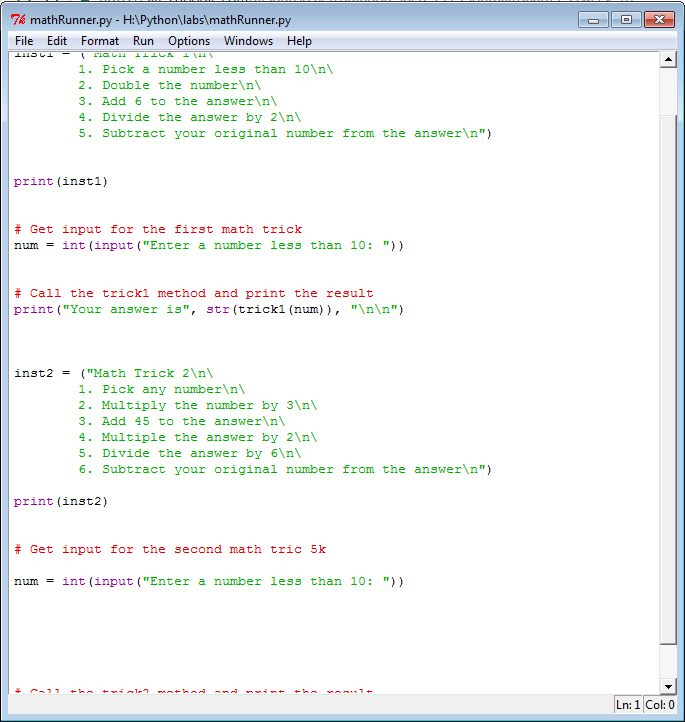 mathRunner.py - H:\Python\labs\mathRunner.py
File Edit Format Run Options Windows Help
inst1 = ("Math Trick 1\n\
1. Pick a number less than 10\n\
2. Double the number\n\
3. Add 6 to the answer\n\
4. Divide the answer by 2\n\
5. Subtract your original number from the answer\n")
print(inst1)
# Get input for the first math trick
num = int(input("Enter a number less than 10: "))
# Call the trick1 method and print the result
print("Your answer is", str(trick1(num)), "\n\n")
inst2 = ("Math Trick 2\n\
1. Pick any number\n\
2. Multiply the number by 3\n\
3. Add 45 to the answer\n\
4. Multiple the answer by 2\n\
5. Divide the answer by 6\n\
6. Subtract your original number from the answer\n")
print(inst2)
# Get input for the second math tric 5k
num = int(input("Enter a number less than 10: "))
# Call the trick2 method and print the result
Ln: 1 Col: 0